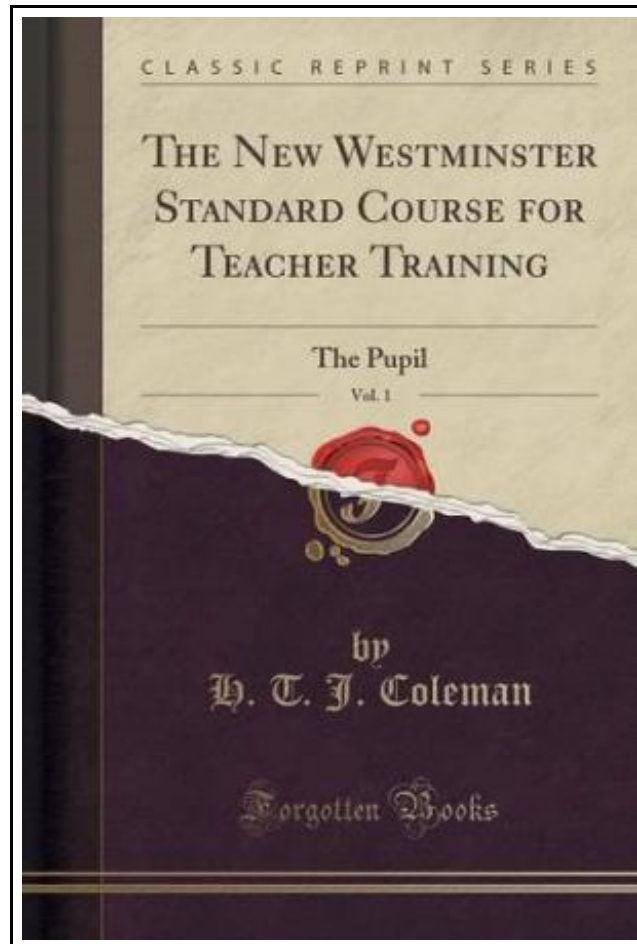 CLASSIC REPRINT SERIES
THE NEW WESTMINSTER
STANDARD COURSE FOR
TEACHER TRAINING
The Pupil
Vol. 1
by
H. T. J. Coleman
Forgotten Books